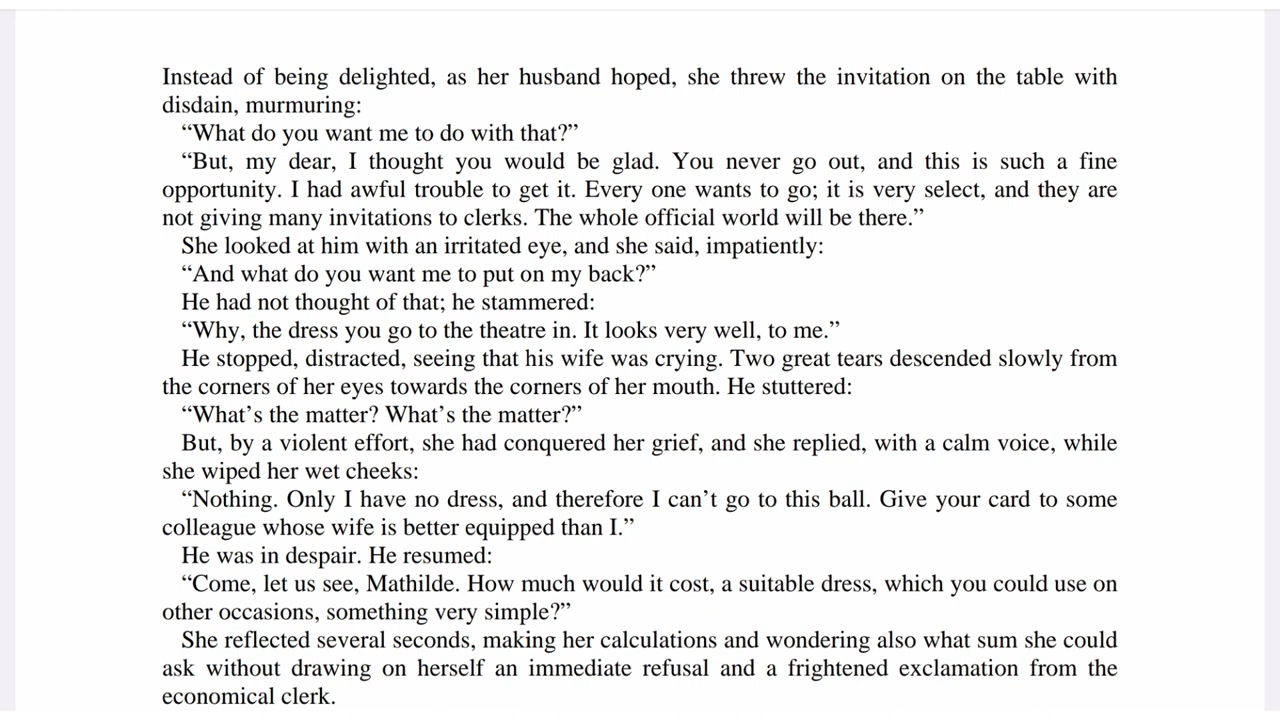 Instead of being delighted, as her husband hoped, she threw the invitation on the table with
disdain, murmuring:
“What do you want me to do with that?”
“But, my dear, I thought you would be glad. You never go out, and this is such a fine
opportunity. I had awful trouble to get it. Every one wants to go; it is very select, and they are
not giving many invitations to clerks. The whole official world will be there.”
She looked at him with an irritated eye, and she said, impatiently:
“And what do you want me to put on my back?”
He had not thought of that; he stammered:
“Why, the dress you go to the theatre in. It looks very well, to me.”
He stopped, distracted, seeing that his wife was crying. Two great tears descended slowly from
the corners of her eyes towards the corners of her mouth. He stuttered:
“What’s the matter? What’s the matter?”
But, by a violent effort, she had conquered her grief, and she replied, with a calm voice, while
she wiped her wet cheeks:
“Nothing. Only I have no dress, and therefore I can’t go to this ball. Give your card to some
colleague whose wife is better equipped than I.”
He was in despair. He resumed:
“Come, let us see, Mathilde. How much would it cost, a suitable dress, which you could use on
other occasions, something very simple?”
She reflected several seconds, making her calculations and wondering also what sum she could
ask without drawing on herself an immediate refusal and a frightened exclamation from the
economical clerk.